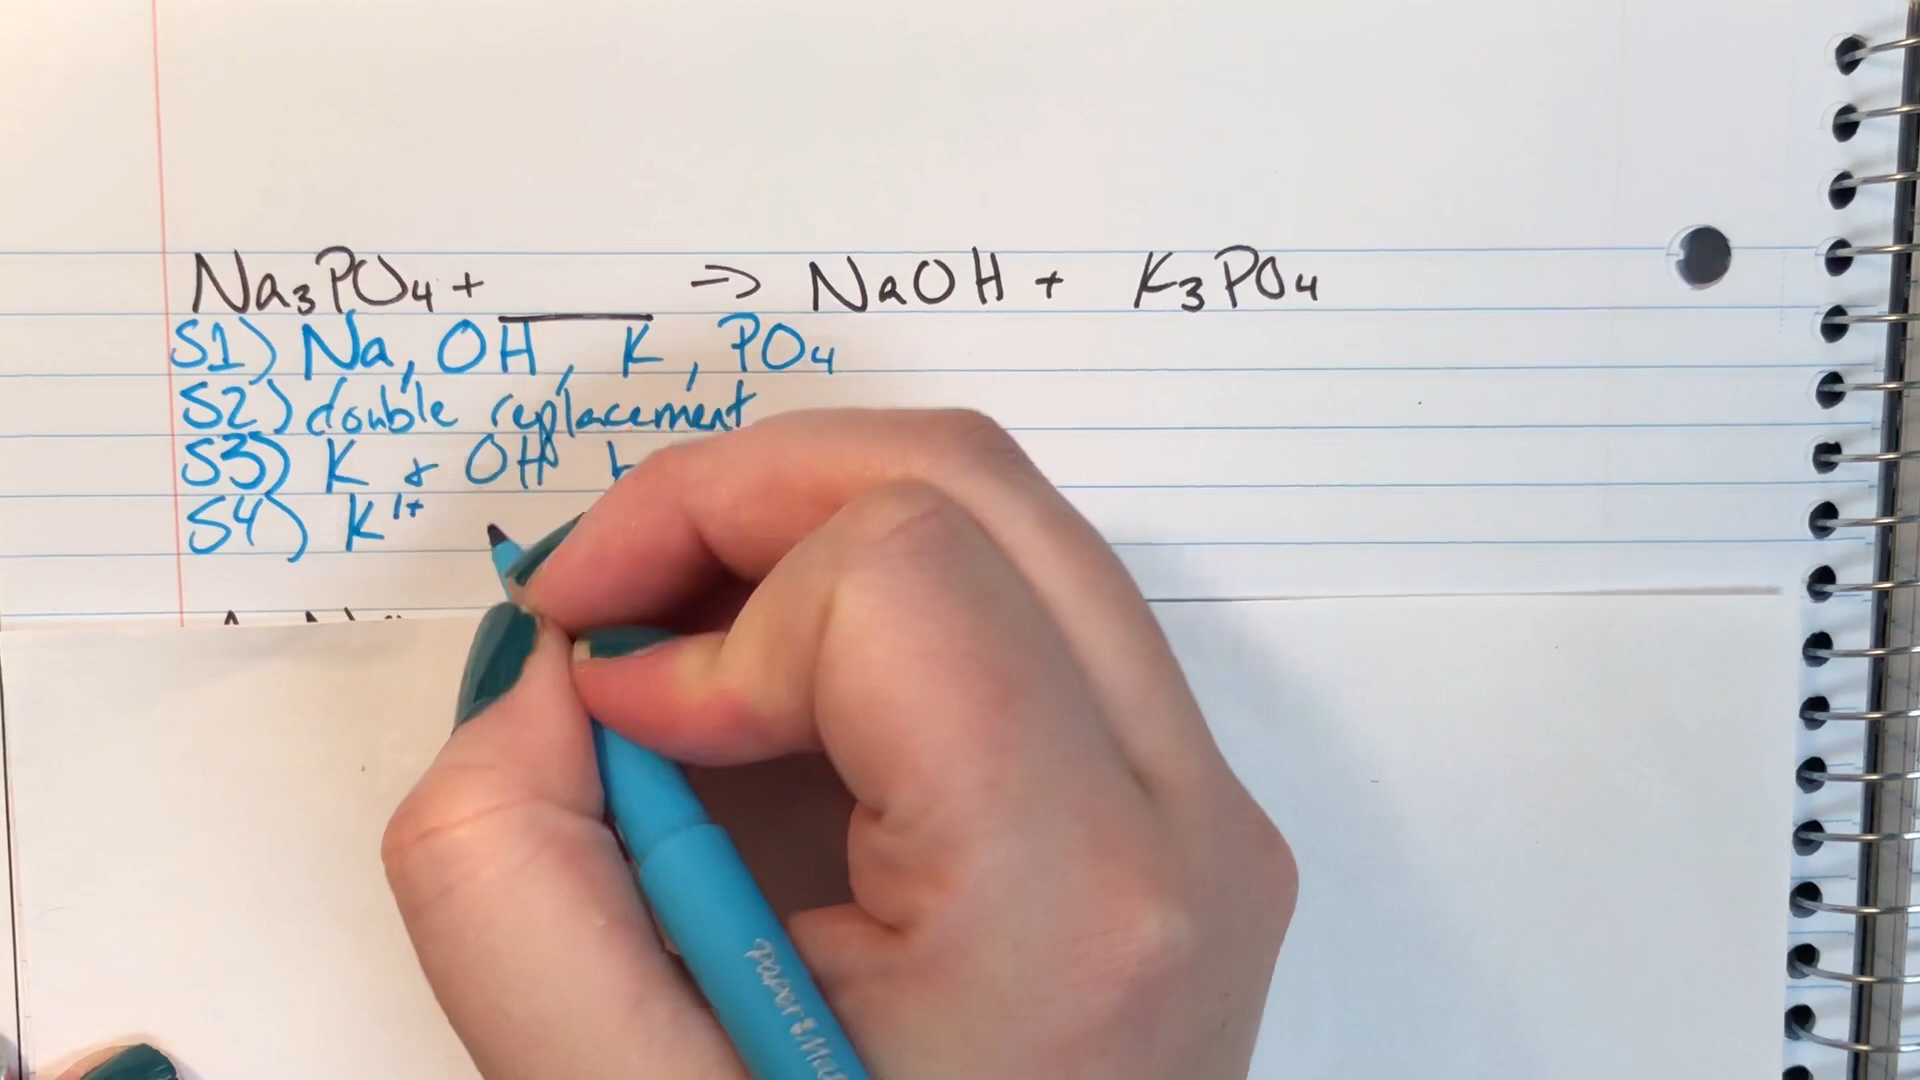 Na₃PO₄ + ____ => NaOH + K₃PO₄
S1) Na, OH, K, PO₄
S2) double replacement
S3) K & OH
S4) K¹⁺